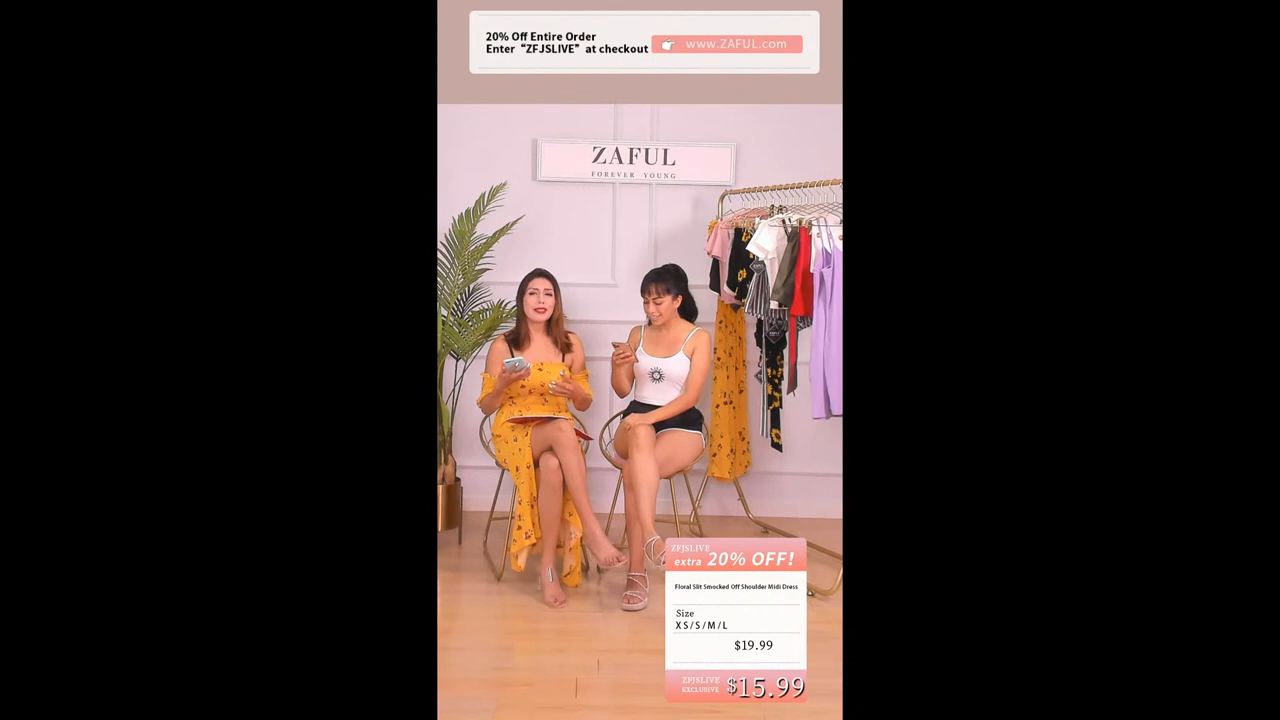 20% Off Entire Order
Enter “ZFJSLIVE” at checkout
www.ZAFUL.com
ZAFUL
FOREVER YOUNG
ZFJSLIVE
extra 20% OFF!
Floral Slit Smocked Off Shoulder Midi Dress
Size
XS/S/M/L
$19.99
ZFJSLIVE
EXCLUSIVE
$15.99